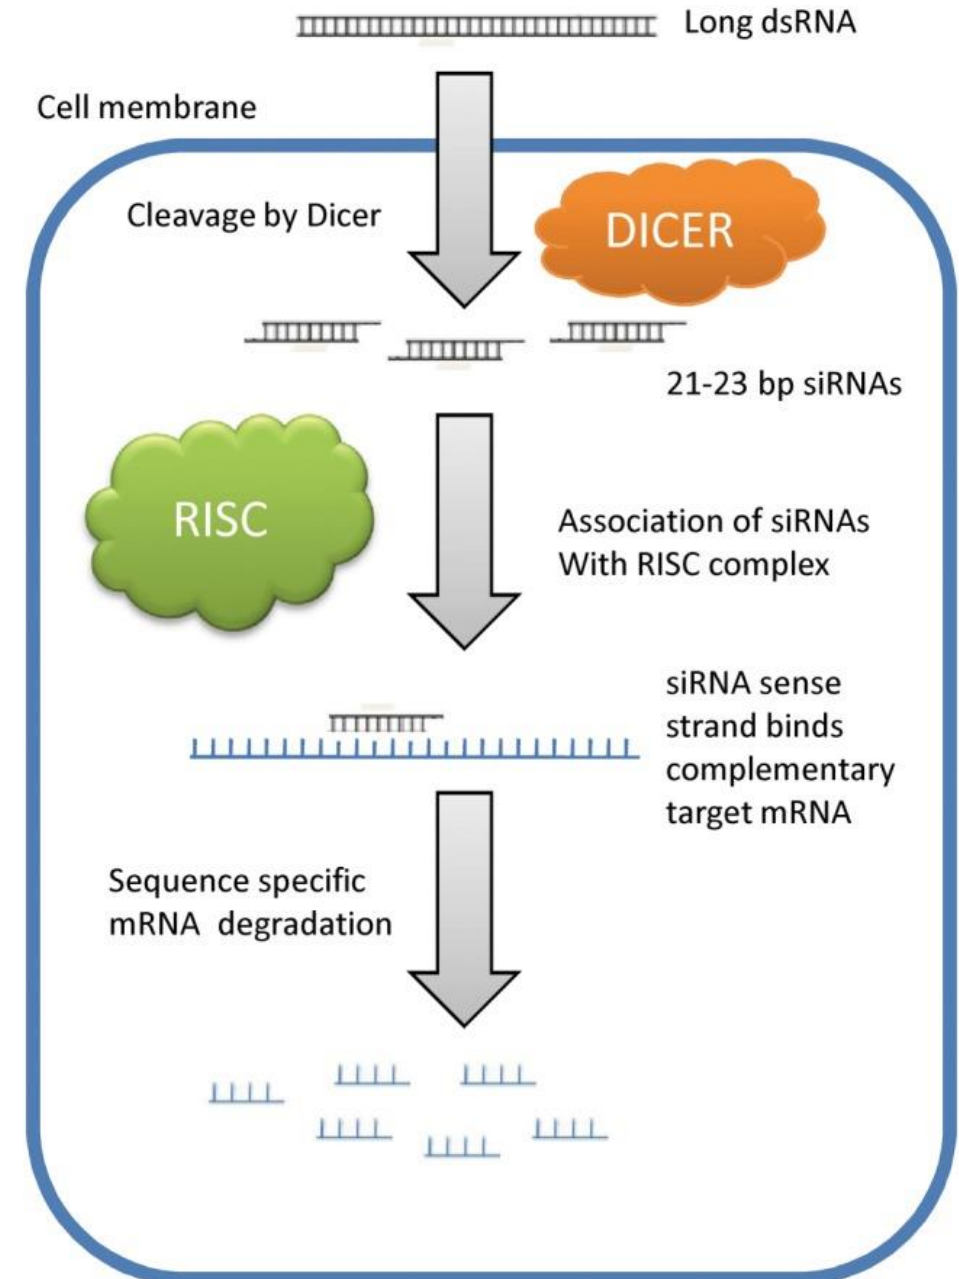 Long dsRNA
Cell membrane
Cleavage by Dicer
DICER
21-23 bp siRNAs
RISC
Association of siRNAs
With RISC complex
siRNA sense
strand binds
complementary
target mRNA
Sequence specific
mRNA degradation